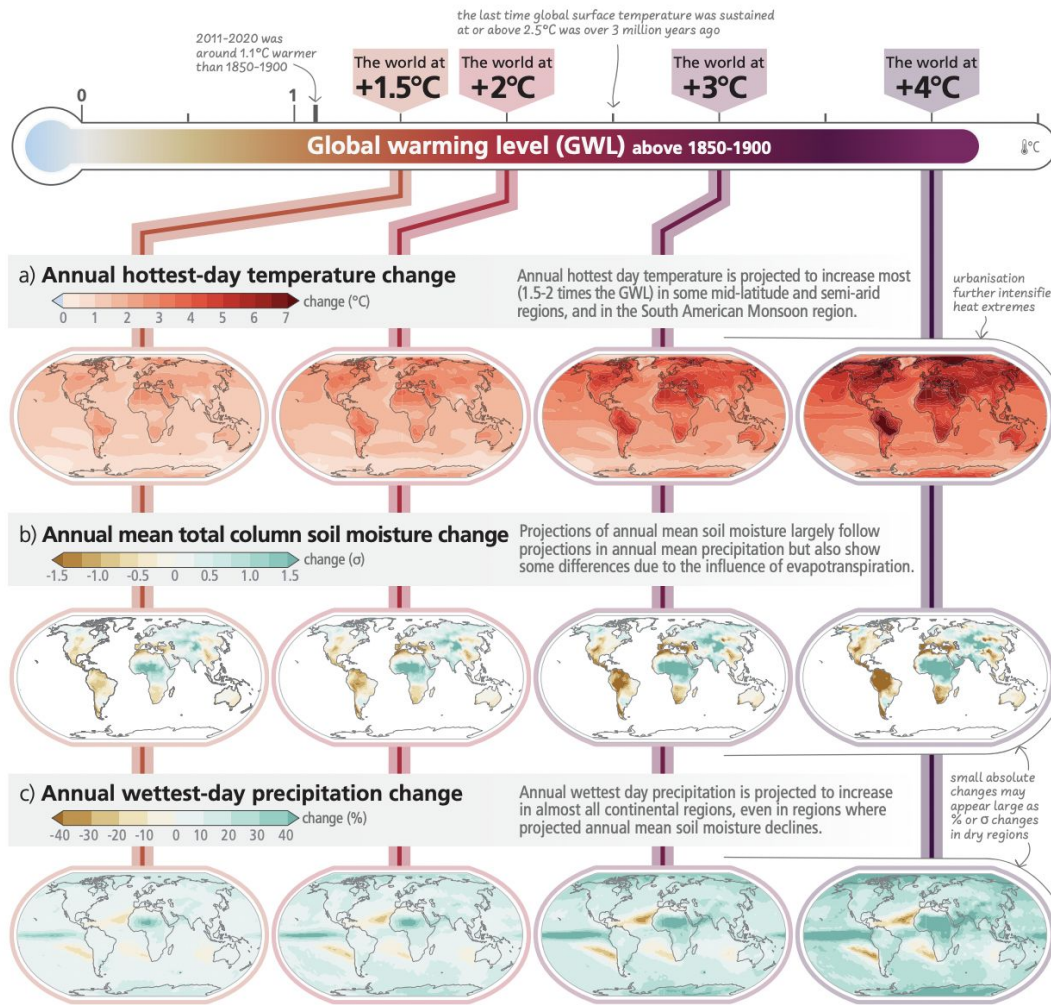 the last time global surface temperature was sustained
at or above 2.5°C was over 3 million years ago
2011-2020 was
around 1.1°C warmer
than 1850-1900
The world at
+1.5°C
The world at
+2°C
The world at
+3°C
The world at
+4°C
0
1
Global warming level (GWL) above 1850-1900
°C
a) Annual hottest-day temperature change
change (°C)
0 1 2 3 4 5 6 7
Annual hottest day temperature is projected to increase most
(1.5-2 times the GWL) in some mid-latitude and semi-arid
regions, and in the South American Monsoon region.
urbanisation
further intensifie
heat extremes
b) Annual mean total column soil moisture change
change (σ)
-1.5 -1.0 -0.5 0 0.5 1.0 1.5
Projections of annual mean soil moisture largely follow
projections in annual mean precipitation but also show
some differences due to the influence of evapotranspiration.
c) Annual wettest-day precipitation change
change (%)
-40 -30 -20 -10 0 10 20 30 40
Annual wettest day precipitation is projected to increase
in almost all continental regions, even in regions where
projected annual mean soil moisture declines.
small absolute
changes may
appear large as
% or σ changes
in dry regions